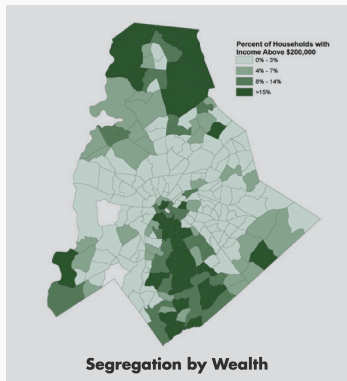 Percent of Households with
Income Above $200,000
0% - 3%
4% - 7%
8% - 14%
>15%
Segregation by Wealth